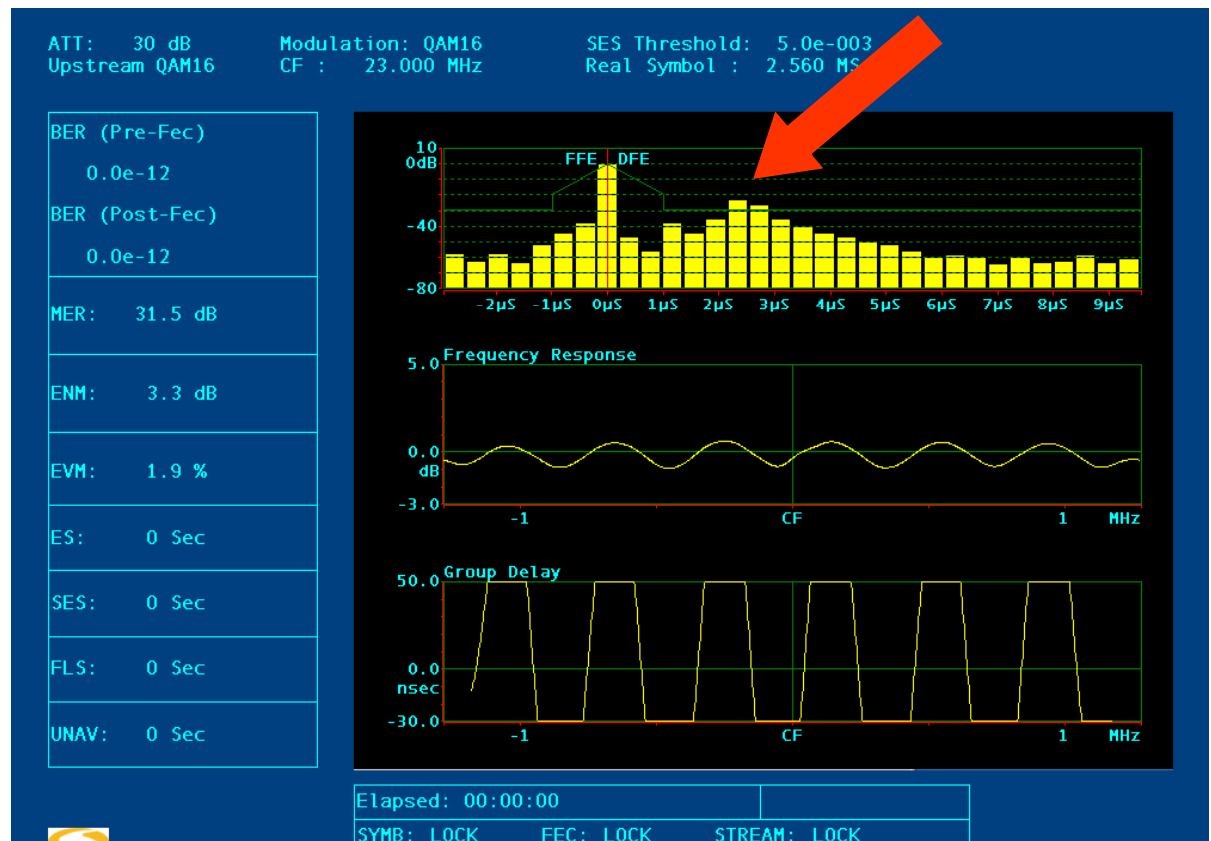 ATT: 30 dB Modulation: QAM16 SES Threshold: 5.0e-003
Upstream QAM16 CF : 23.000 MHz Real Symbol : 2.560 MS
BER (Pre-Fec)
0.0e-12
BER (Post-Fec)
0.0e-12
MER: 31.5 dB
ENM: 3.3 dB
EVM: 1.9 %
ES: 0 Sec
SES: 0 Sec
FLS: 0 Sec
UNAV: 0 Sec
10
0dB
FFE DFE
-40
-80
-2µS -1µS 0µS 1µS 2µS 3µS 4µS 5µS 6µS 7µS 8µS 9µS
Frequency Response
5.0
0.0
dB
-3.0
-1 CF 1 MHz
Group Delay
50.0
0.0
nsec
-30.0
-1 CF 1 MHz
Elapsed: 00:00:00
SYMB: LOCK FEC: LOCK STREAM: LOCK